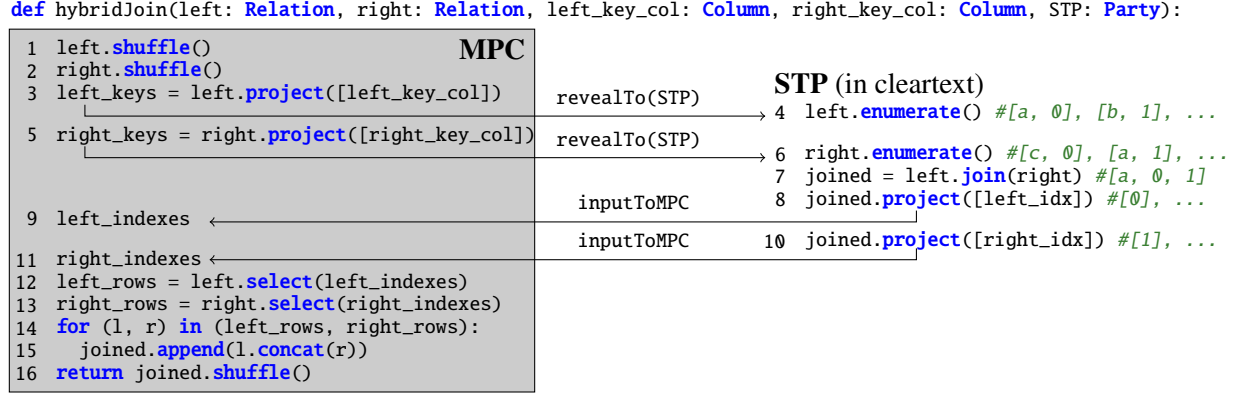 def hybridJoin(left: Relation, right: Relation, left_key_col: Column, right_key_col: Column, STP: Party):
MPC
1 left.shuffle()
2 right.shuffle()
3 left_keys = left.project([left_key_col])
revealTo(STP)
STP (in cleartext)
4 left.enumerate() #[a, 0], [b, 1], ...
5 right_keys = right.project([right_key_col])
revealTo(STP)
6 right.enumerate() #[c, 0], [a, 1], ...
7 joined = left.join(right) #[a, 0, 1]
8 joined.project([left_idx]) #[0], ...
inputToMPC
9 left_indexes
10 joined.project([right_idx]) #[1], ...
inputToMPC
11 right_indexes
12 left_rows = left.select(left_indexes)
13 right_rows = right.select(right_indexes)
14 for (l, r) in (left_rows, right_rows):
15 joined.append(l.concat(r))
16 return joined.shuffle()